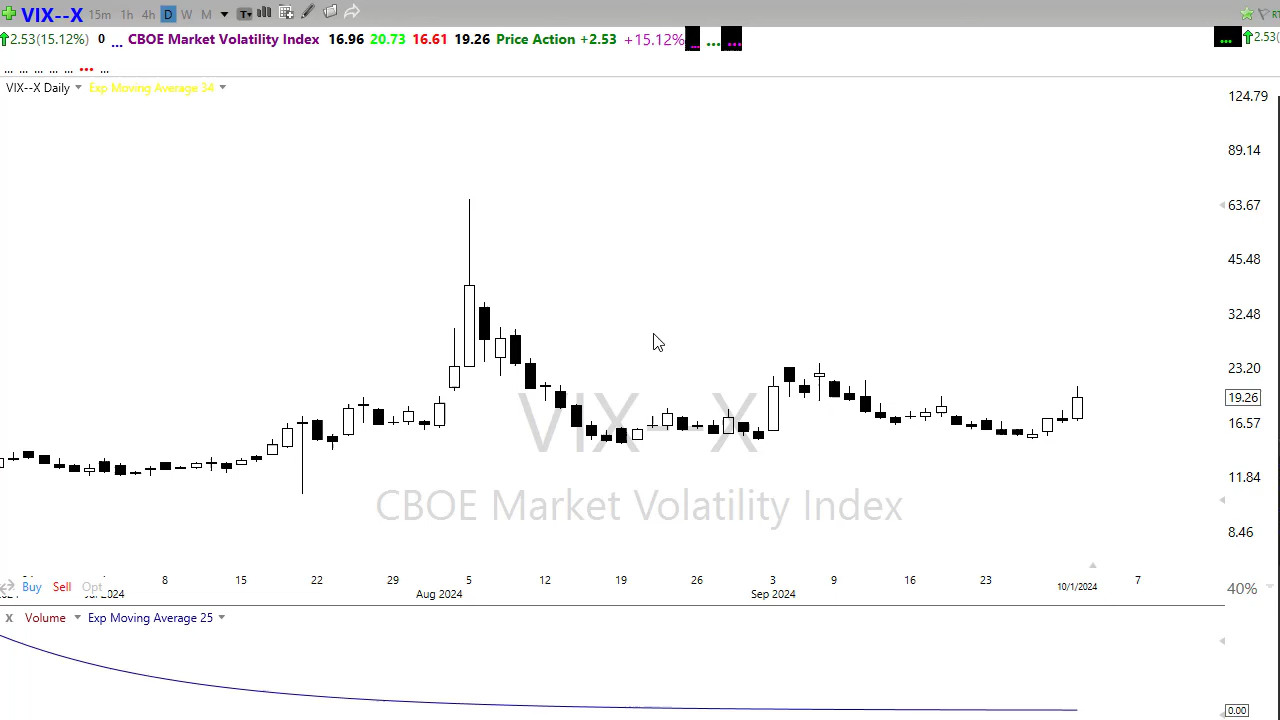 VIX--X 15m 1h 4h D W M T
2.53(15.12%) 0 ... CBOE Market Volatility Index 16.96 20.73 16.61 19.26 Price Action +2.53 +15.12% ... ... ... ... 2.53(
... ... ... ... ... ... ...
VIX--X Daily Exp Moving Average 34
124.79
89.14
63.67
45.48
32.48
23.20
19.26
16.57
11.84
8.46
VIX--X
CBOE Market Volatility Index
8 15 22 29 5 12 19 26 3 9 16 23 10/1/2024 7
Buy Sell Opt 2024 Aug 2024 Sep 2024 40%
X Volume Exp Moving Average 25
0.00